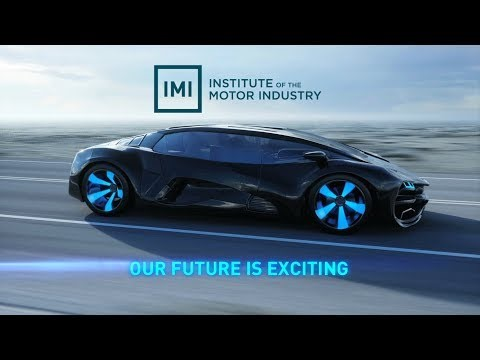 IMI
INSTITUTE OF THE
MOTOR INDUSTRY
OUR FUTURE IS EXCITING